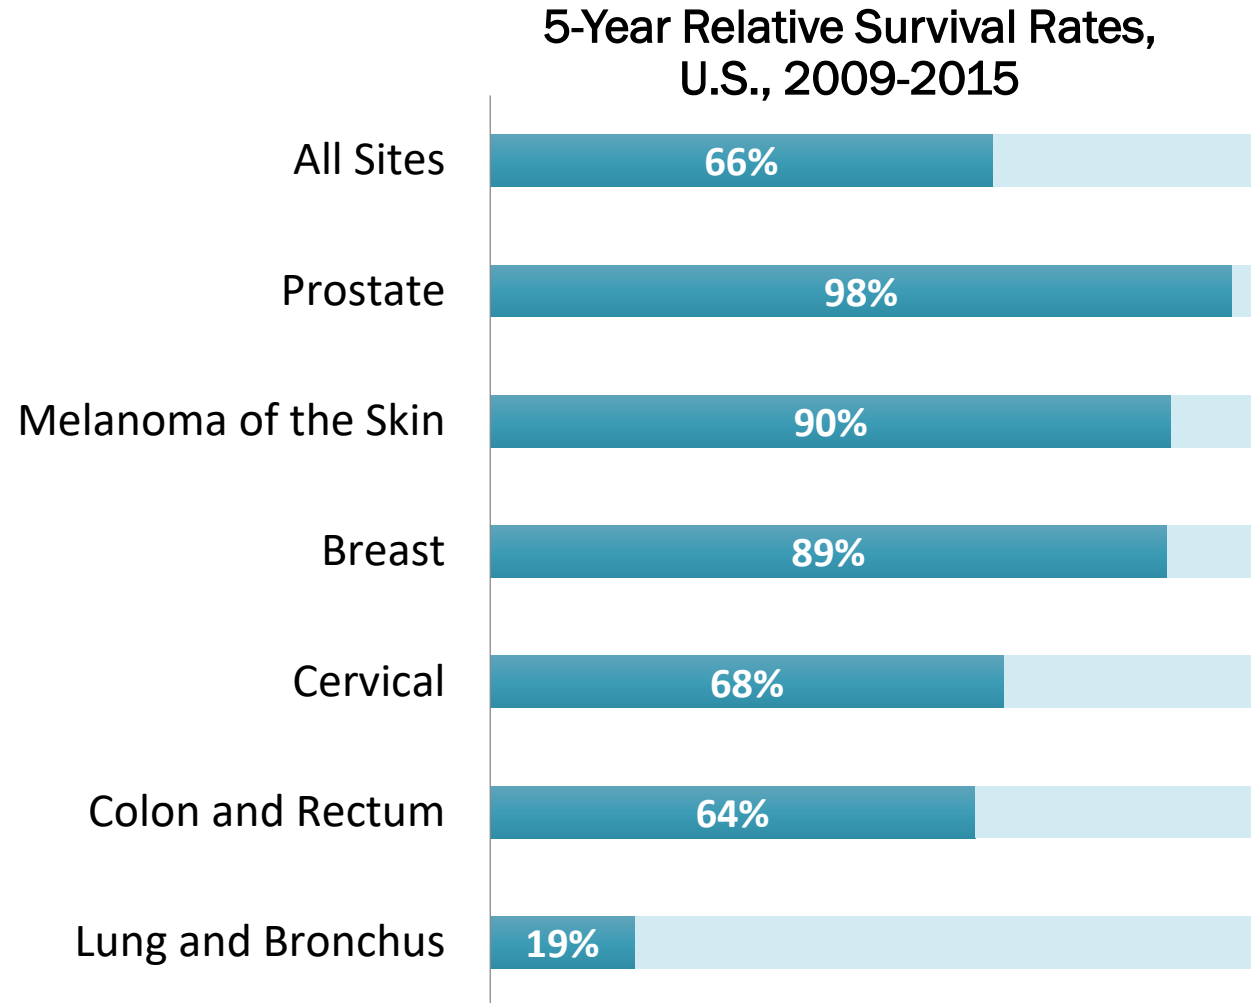 5-Year Relative Survival Rates,
U.S., 2009-2015
All Sites
66%
Prostate
98%
Melanoma of the Skin
90%
Breast
89%
Cervical
68%
Colon and Rectum
64%
Lung and Bronchus
19%